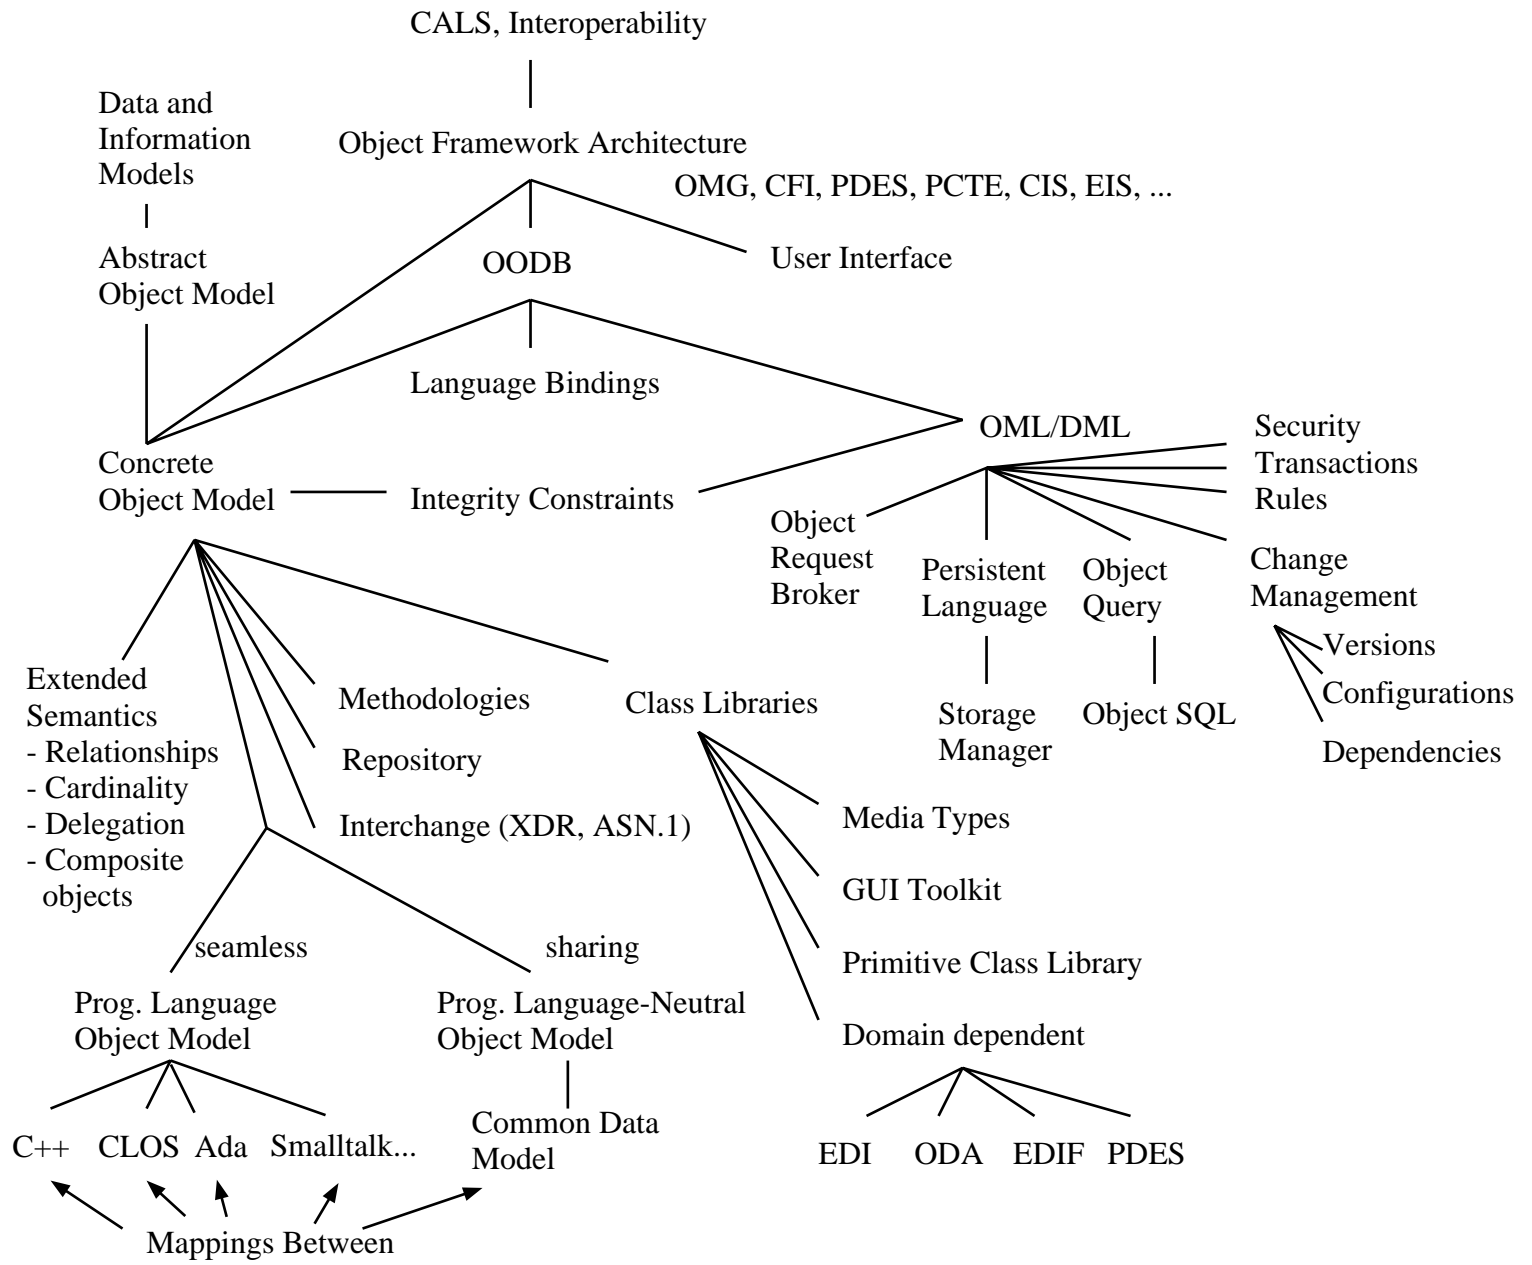 CALS, Interoperability
Data and
Information
Models
Object Framework Architecture
OMG, CFI, PDES, PCTE, CIS, EIS, ...
Abstract
Object Model
OODB
User Interface
Language Bindings
OML/DML
Security
Transactions
Rules
Concrete
Object Model
Integrity Constraints
Object
Request
Broker
Persistent
Language
Object
Query
Change
Management
Versions
Configurations
Dependencies
Storage
Manager
Object SQL
Extended
Semantics
- Relationships
- Cardinality
- Delegation
- Composite
objects
Methodologies
Repository
Interchange (XDR, ASN.1)
Class Libraries
Media Types
GUI Toolkit
Primitive Class Library
Domain dependent
seamless
sharing
Prog. Language
Object Model
Prog. Language-Neutral
Object Model
C++ CLOS Ada Smalltalk...
Common Data
Model
EDI ODA EDIF PDES
Mappings Between